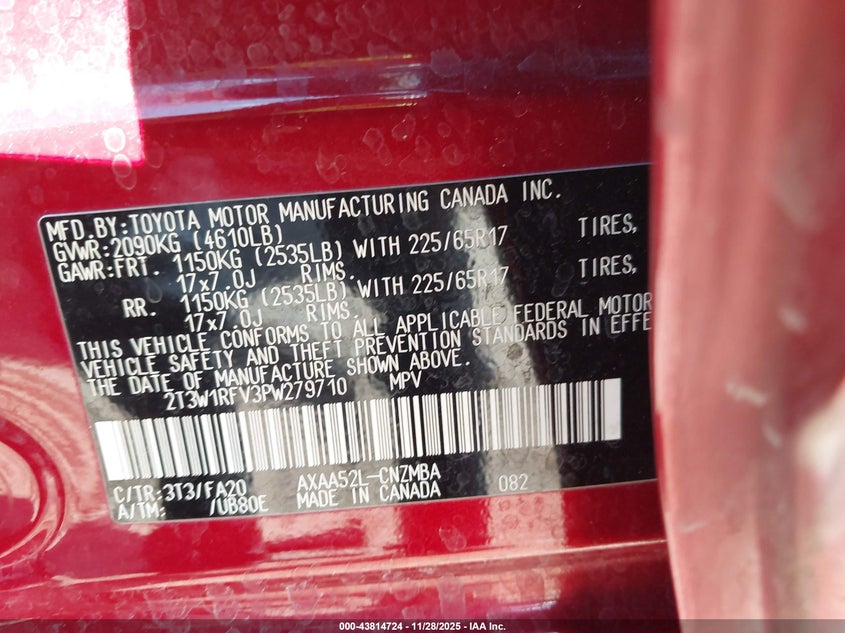 MFD.BY:TOYOTA MOTOR MANUFACTURING CANADA INC.
GVWR:2090KG (4610LB)
GAWR:FRT. 1150KG (2535LB) WITH 225/65R17 TIRES,
17x7.0J RIMS.
RR. 1150KG (2535LB) WITH 225/65R17 TIRES,
17x7.0J RIMS.
THIS VEHICLE CONFORMS TO ALL APPLICABLE FEDERAL MOTOR
VEHICLE SAFETY AND THEFT PREVENTION STANDARDS IN EFFE
THE DATE OF MANUFACTURE SHOWN ABOVE.
2T3W1RFV3PW279710 MPV
C/TR:3T3/FA20 AXAA52L-CNZMBA
A/TM: /UB80E MADE IN CANADA 082
000-43814724 - 11/28/2025 - IAA Inc.